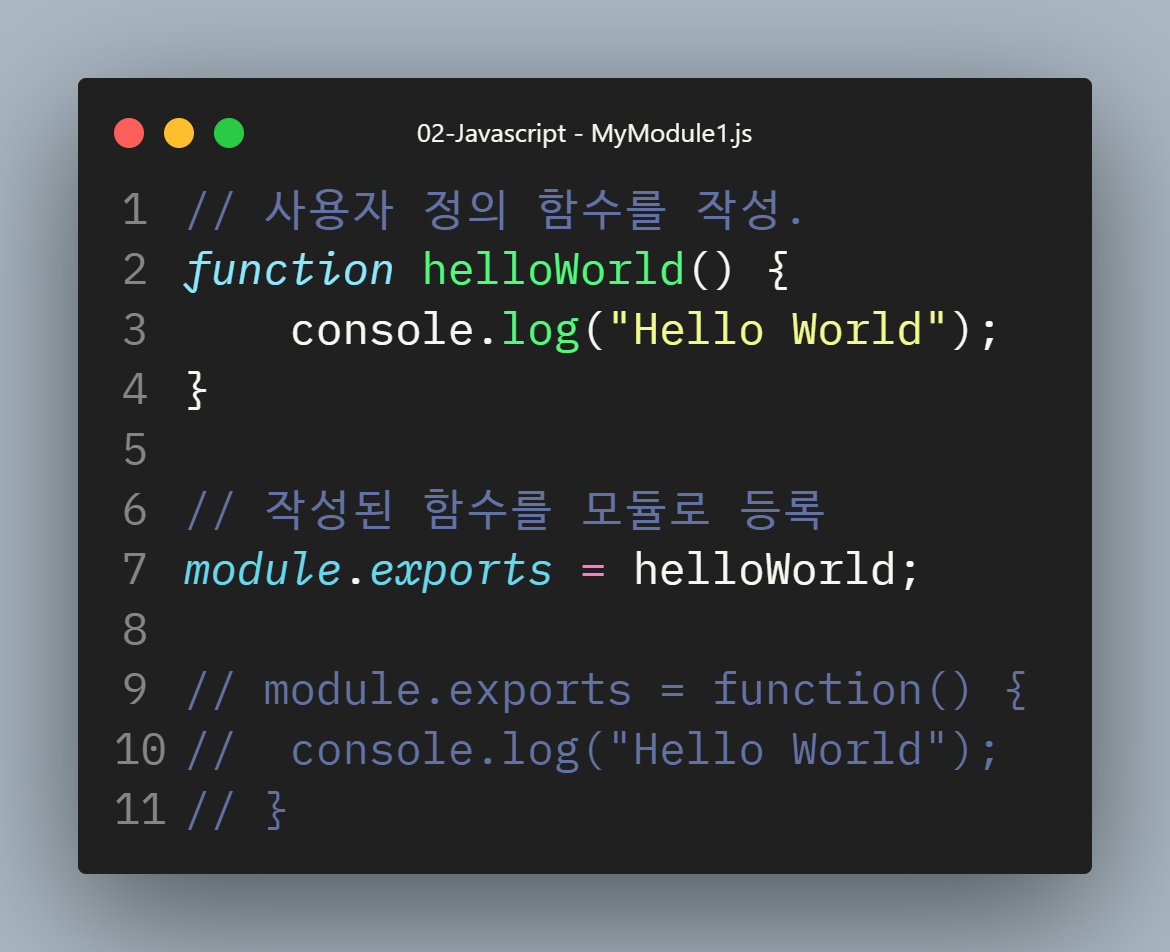 02-Javascript - MyModule1.js
1 // 사용자 정의 함수를 작성.
2 function helloWorld() {
3     console.log("Hello World");
4 }
5
6 // 작성된 함수를 모듈로 등록
7 module.exports = helloWorld;
8
9 // module.exports = function() {
10 //  console.log("Hello World");
11 // }